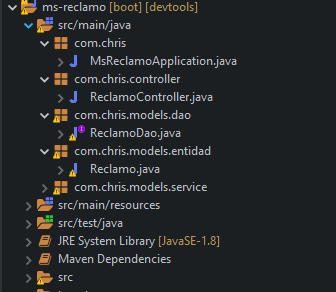 ms-reclamo [boot] [devtools]
src/main/java
com.chris
MsReclamoApplication.java
com.chris.controller
ReclamoController.java
com.chris.models.dao
ReclamoDao.java
com.chris.models.entidad
Reclamo.java
com.chris.models.service
src/main/resources
src/test/java
JRE System Library [JavaSE-1.8]
Maven Dependencies
src